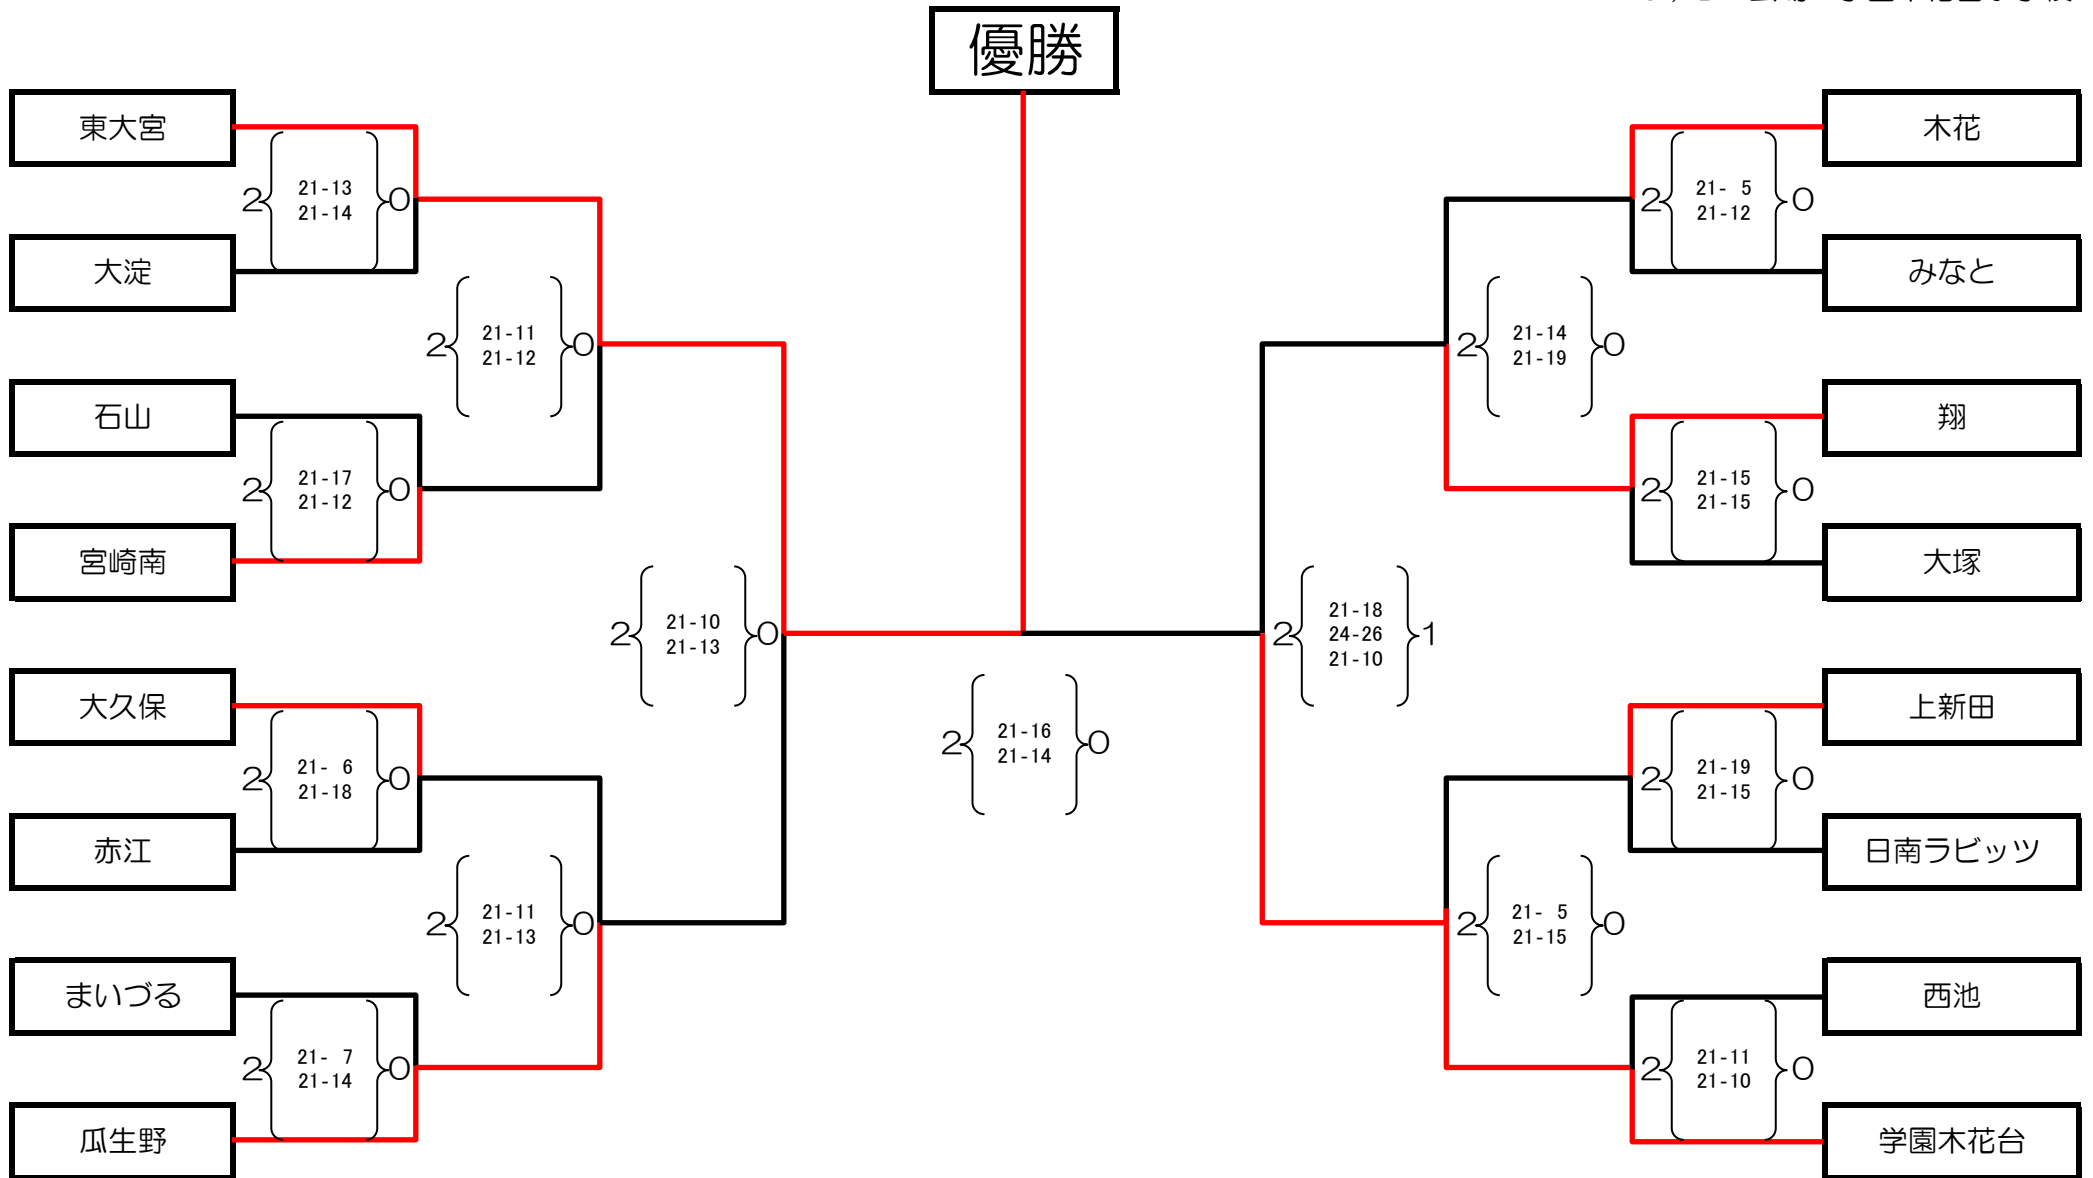 優勝
東大宮
2 21-13 0
21-14
大淀
2 21-11 0
21-12
石山
2 21-17 0
21-12
宮崎南
2 21-10 0
21-13
大久保
2 21- 6 0
21-18
赤江
2 21-11 0
21-13
まいづる
2 21- 7 0
21-14
瓜生野
2 21-16 0
21-14
木花
2 21- 5 0
21-12
みなと
2 21-14 0
21-19
翔
2 21-15 0
21-15
大塚
2 21-18 1
24-26
21-10
上新田
2 21-19 0
21-15
日南ラビッツ
2 21- 5 0
21-15
西池
2 21-11 0
21-10
学園木花台